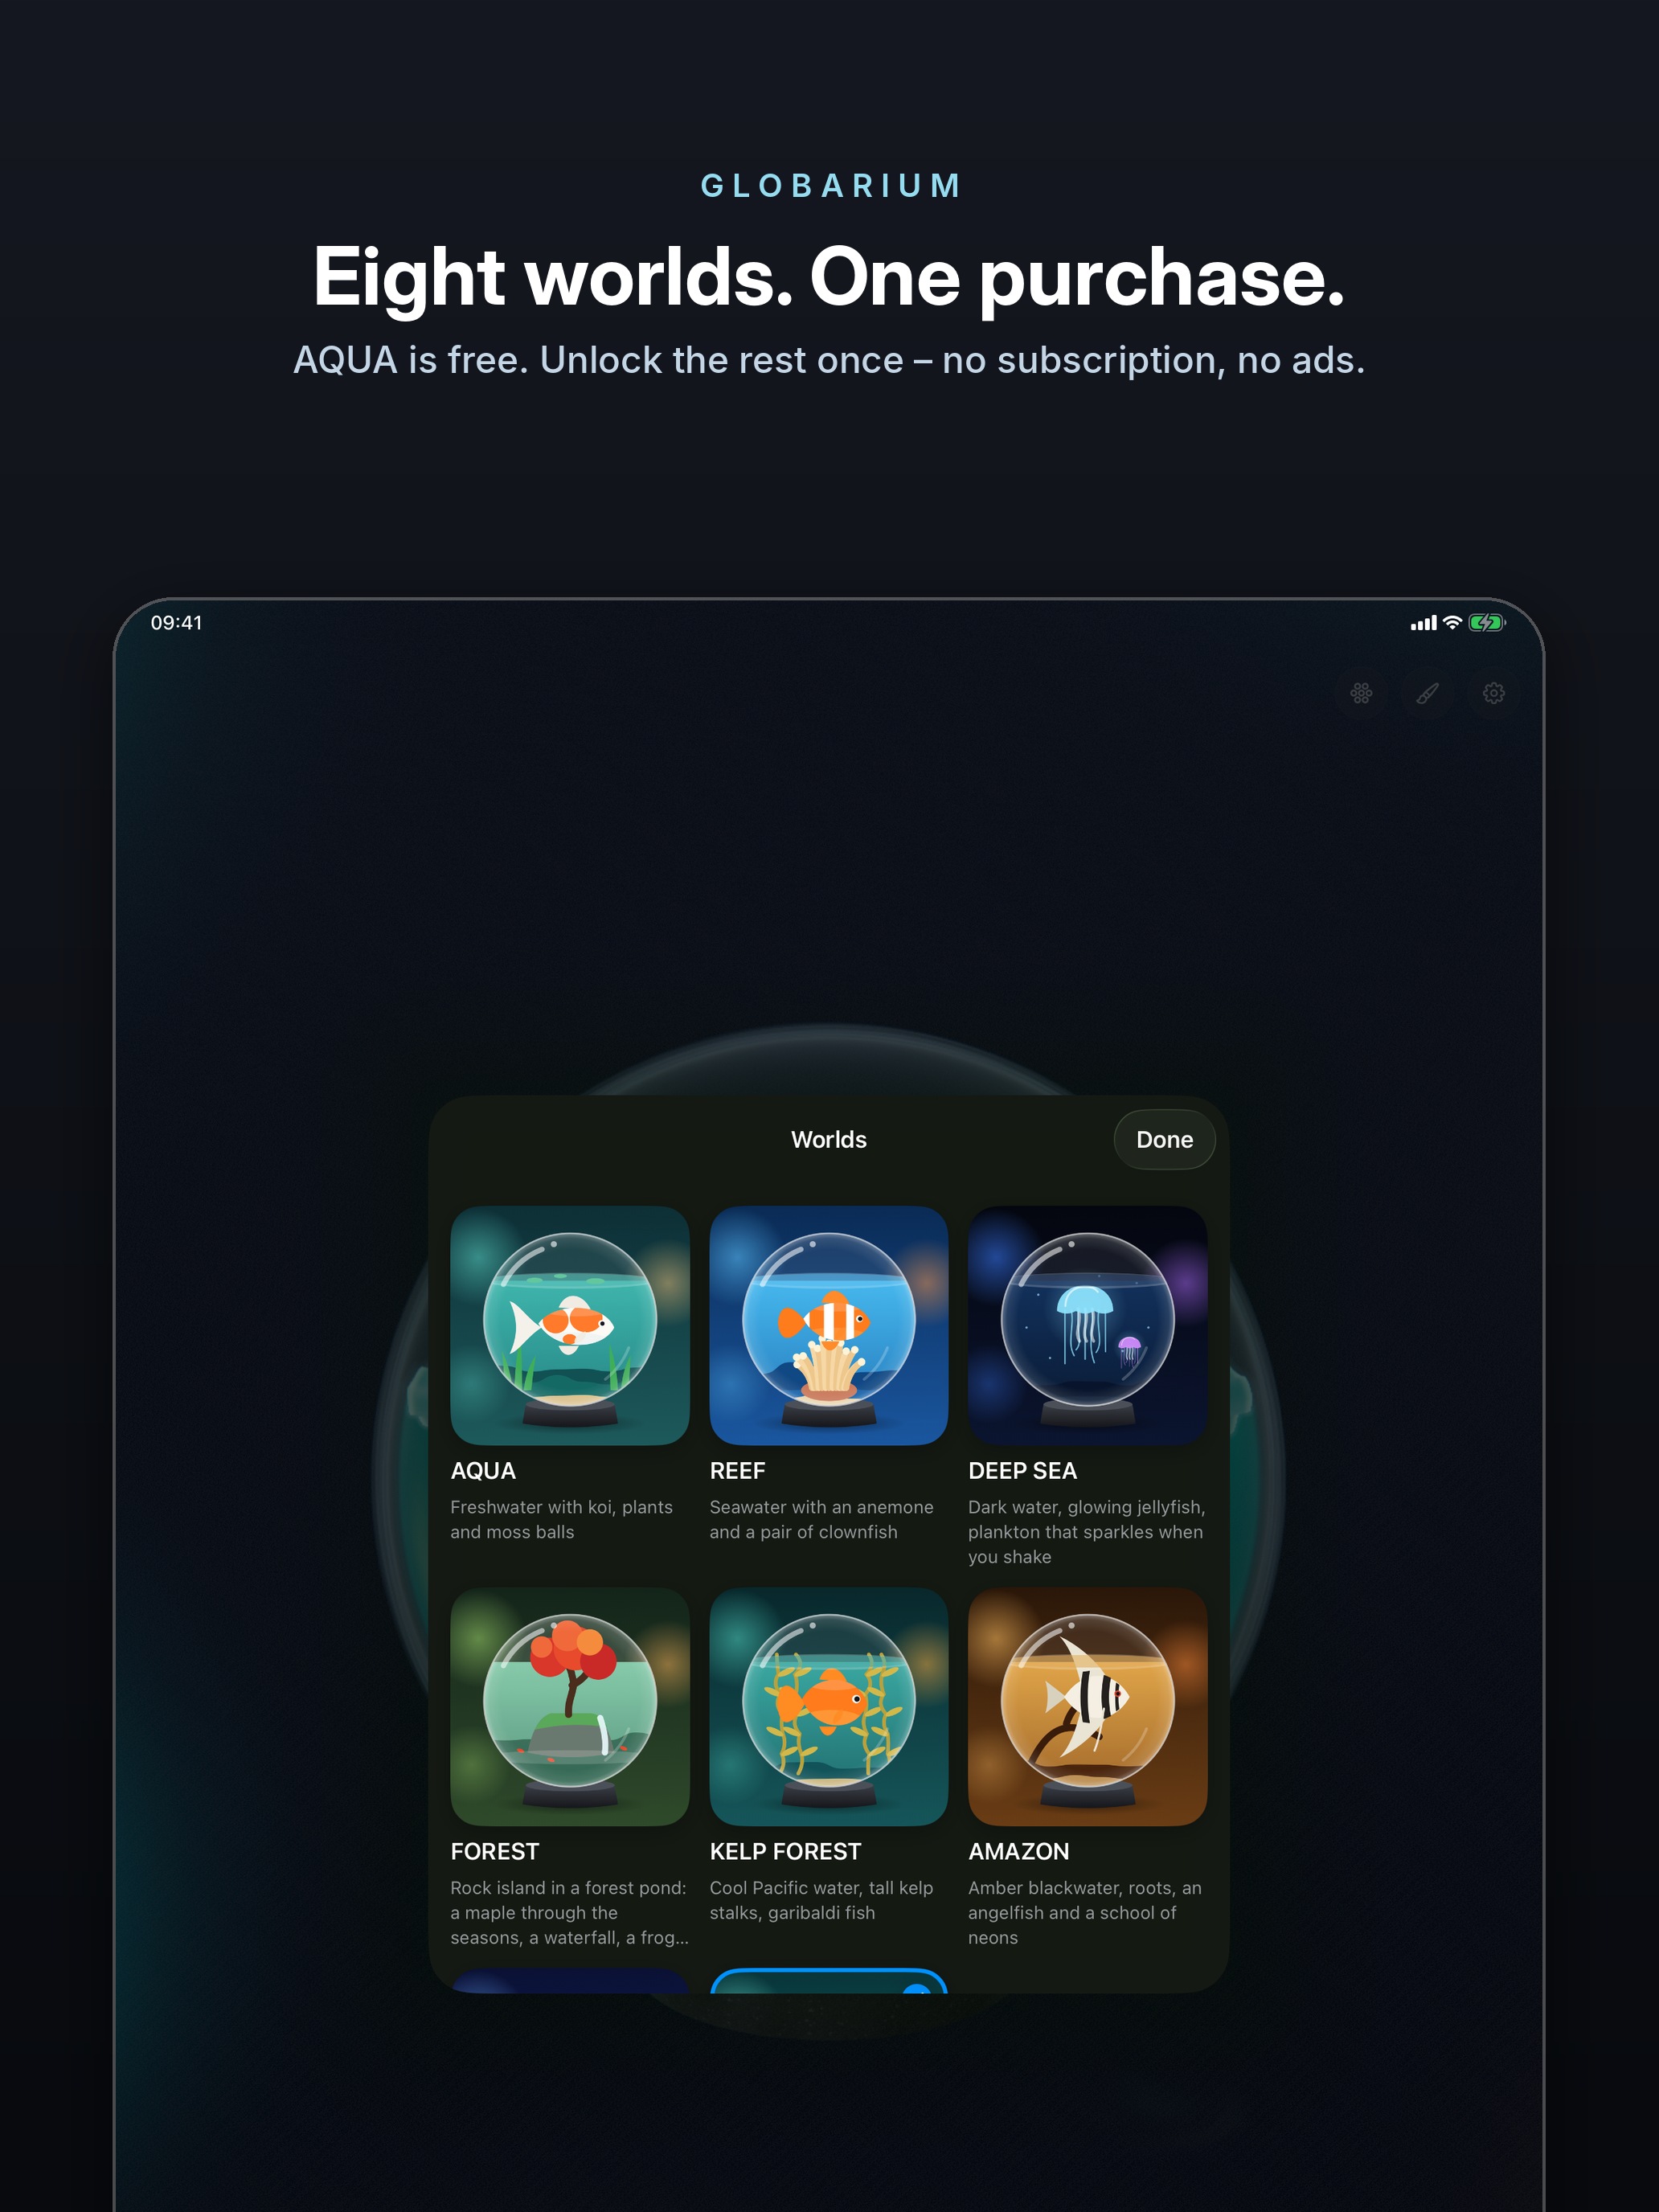 GLOBARIUM
Eight worlds. One purchase.
AQUA is free. Unlock the rest once – no subscription, no ads.
09:41
Worlds
Done
AQUA
Freshwater with koi, plants
and moss balls
REEF
Seawater with an anemone
and a pair of clownfish
DEEP SEA
Dark water, glowing jellyfish,
plankton that sparkles when
you shake
FOREST
Rock island in a forest pond:
a maple through the
seasons, a waterfall, a frog...
KELP FOREST
Cool Pacific water, tall kelp
stalks, garibaldi fish
AMAZON
Amber blackwater, roots, an
angelfish and a school of
neons